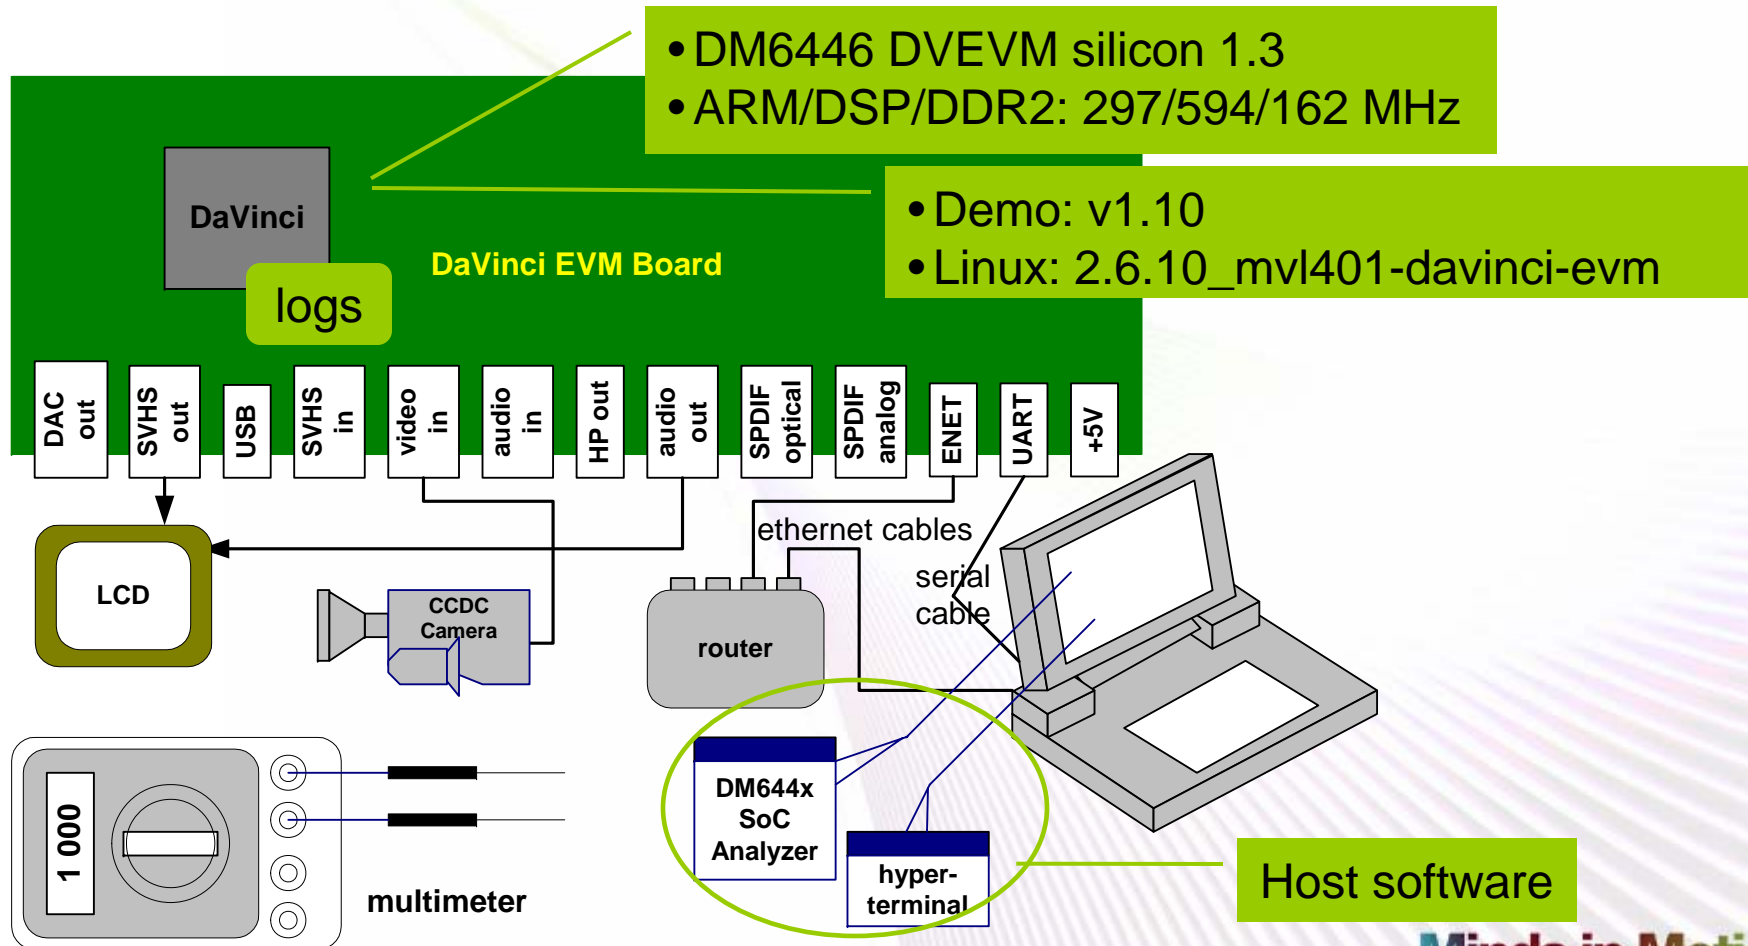 • DM6446 DVEVM silicon 1.3
• ARM/DSP/DDR2: 297/594/162 MHz
• Demo: v1.10
• Linux: 2.6.10_mvl401-davinci-evm
DaVinci
DaVinci EVM Board
logs
DAC
out
SVHS
out
USB
SVHS
in
video
in
audio
in
HP out
audio
out
SPDIF
optical
SPDIF
analog
ENET
UART
+5V
ethernet cables
serial
cable
LCD
CCDC
Camera
router
DM644x
SoC
Analyzer
hyper-
terminal
Host software
1 000
multimeter
Minds in